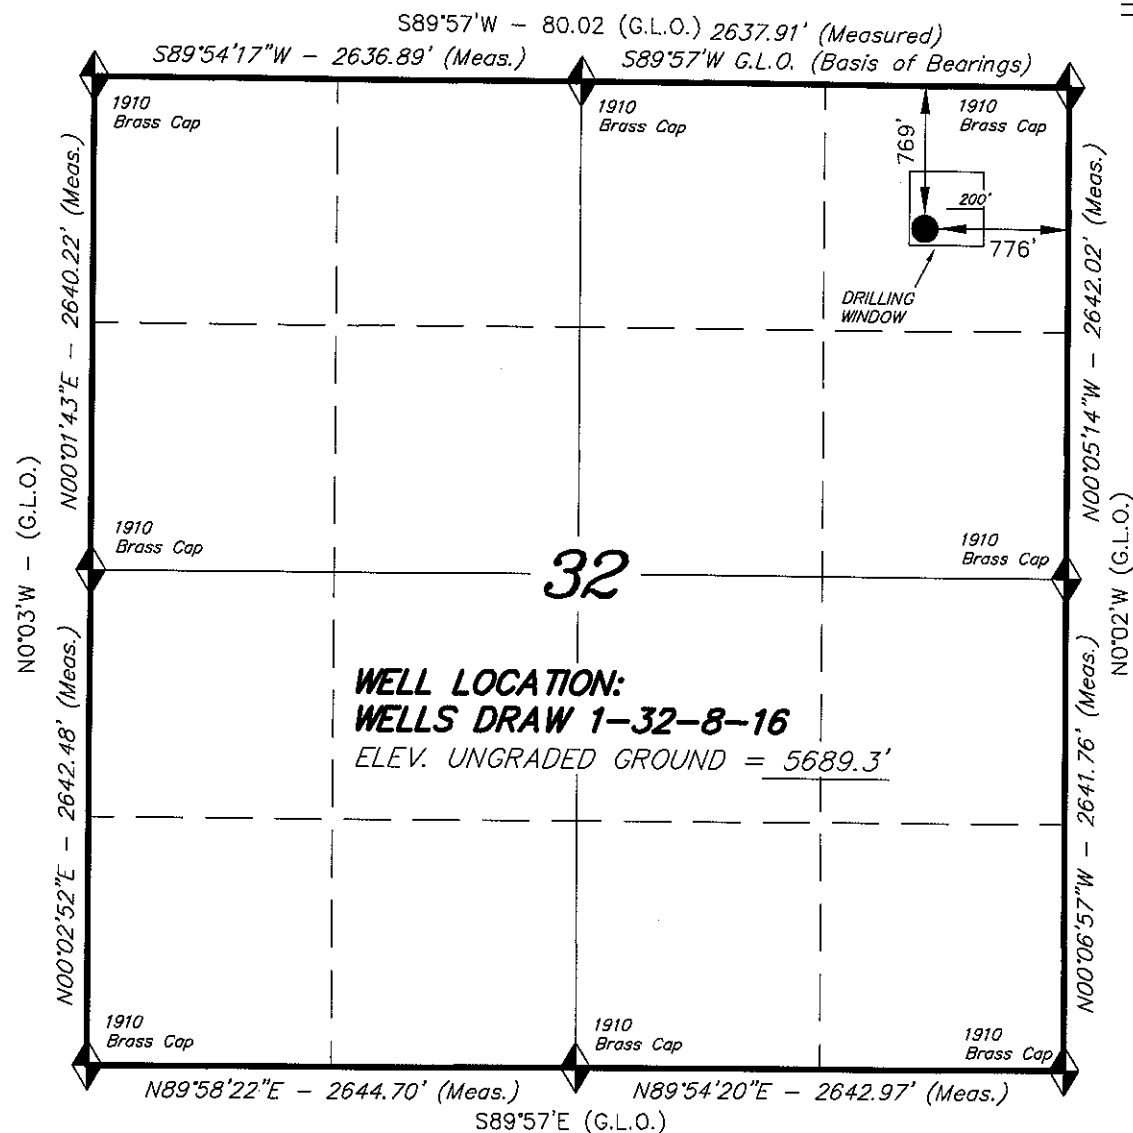 S89°57'W - 80.02 (G.L.O.) 2637.91' (Measured)
S89°54'17"W - 2636.89' (Meas.)
S89°57'W G.L.O. (Basis of Bearings)
1910
Brass Cap
1910
Brass Cap
1910
Brass Cap
769'
200'
776'
DRILLING
WINDOW
N00°01'43"E - 2640.22' (Meas.)
N00°05'14"W - 2642.02' (Meas.)
N0°03'W - (G.L.O.)
N0°02'W (G.L.O.)
1910
Brass Cap
1910
Brass Cap
32
WELL LOCATION:
WELLS DRAW 1-32-8-16
ELEV. UNGRADED GROUND = 5689.3'
N00°02'52"E - 2642.48' (Meas.)
N00°06'57"W - 2641.76' (Meas.)
1910
Brass Cap
1910
Brass Cap
1910
Brass Cap
N89°58'22"E - 2644.70' (Meas.)
N89°54'20"E - 2642.97' (Meas.)
S89°57'E (G.L.O.)